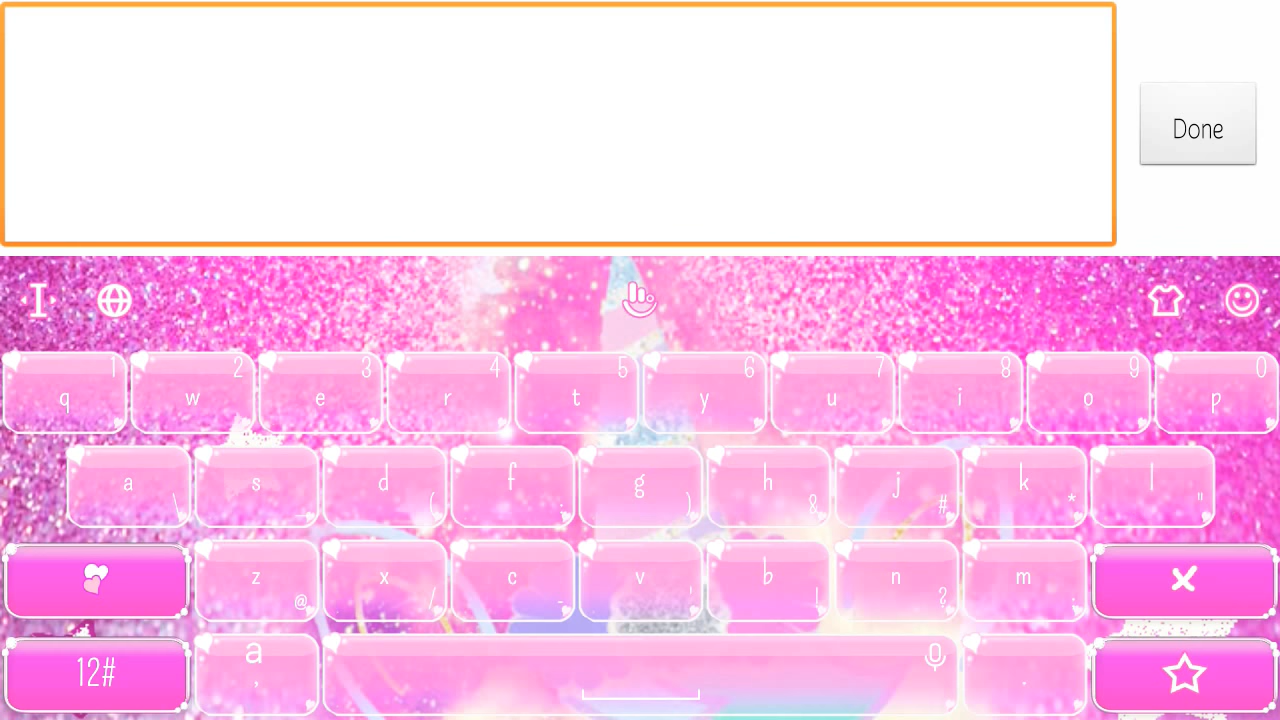 Done
1 2 3 4 5 6 7 8 9 0
q w e r t y u i o p
a s d f g h j k l
\ _ ( : ) & # * "
z x c v b n m
@ / - ' ! ? ;
12# a , .